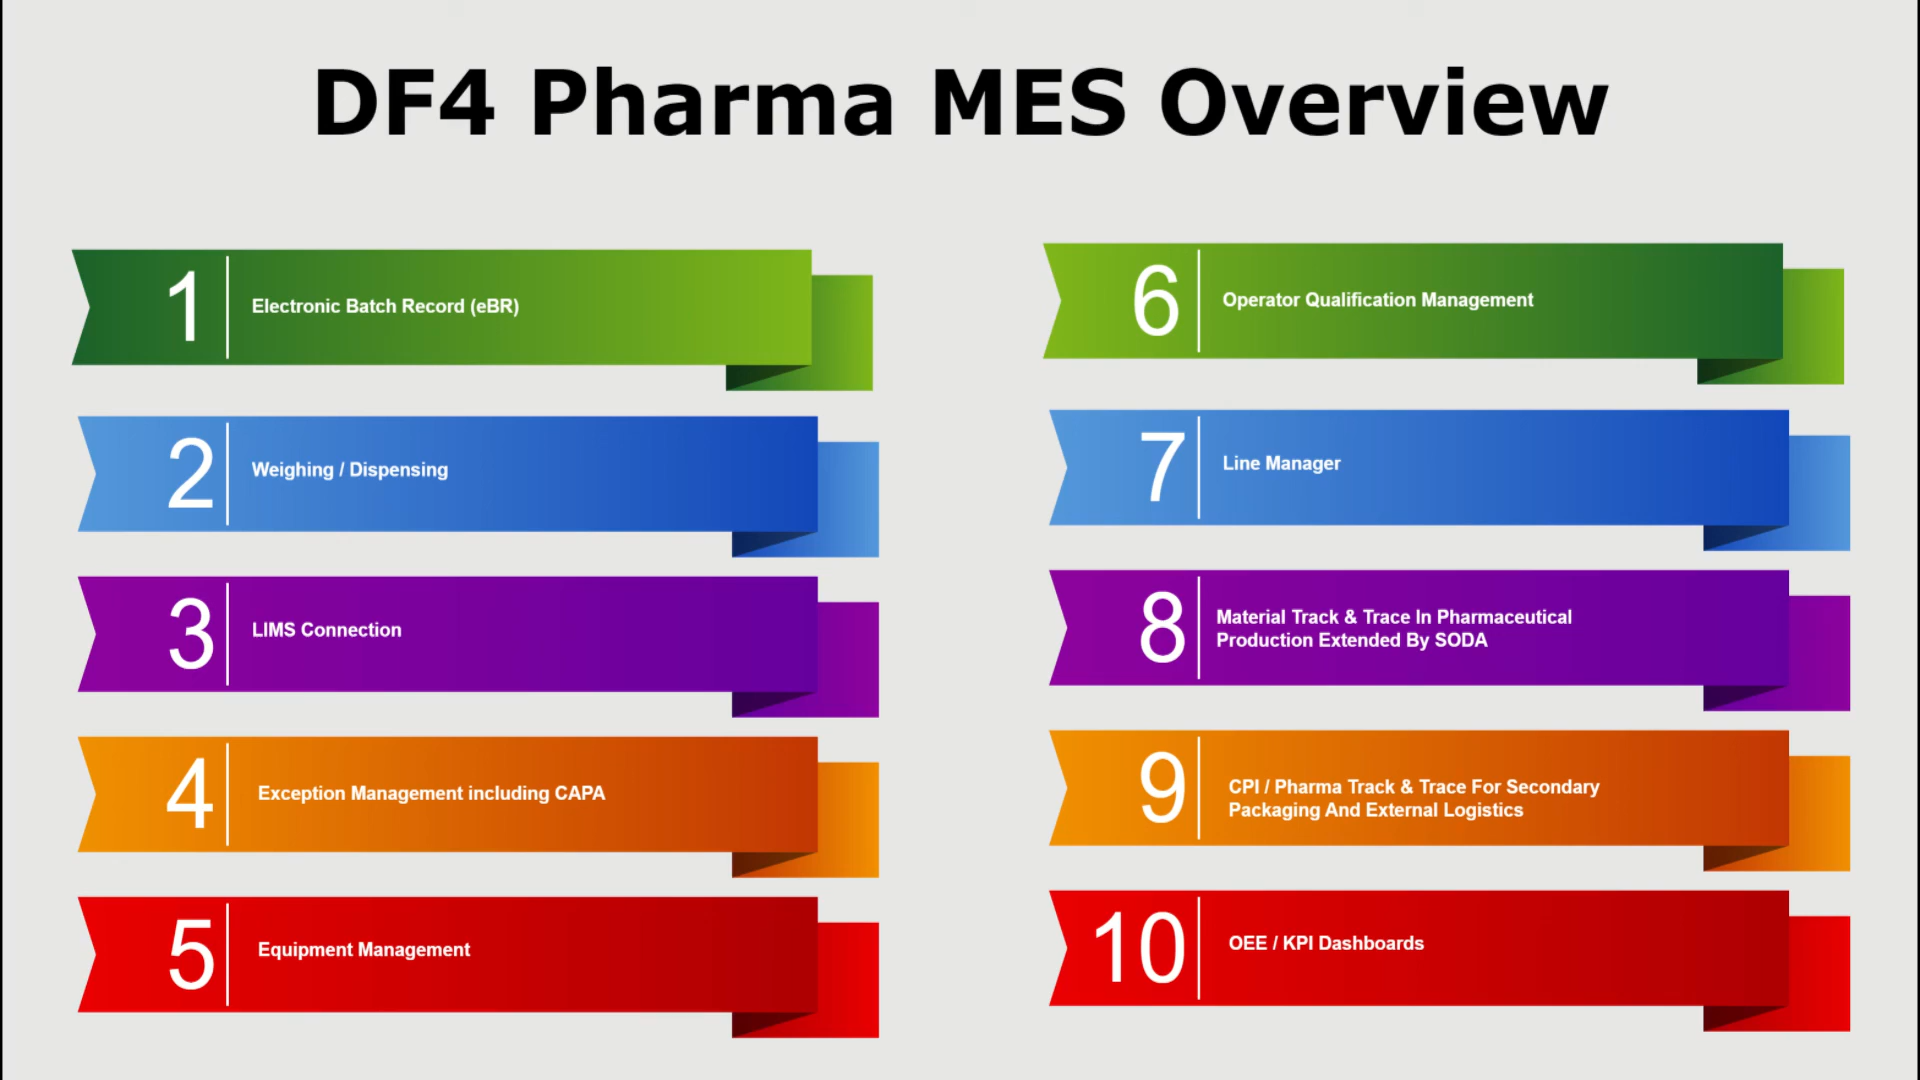 DF4 Pharma MES Overview
1
Electronic Batch Record (eBR)
2
Weighing / Dispensing
3
LIMS Connection
4
Exception Management including CAPA
5
Equipment Management
6
Operator Qualification Management
7
Line Manager
8
Material Track & Trace In Pharmaceutical
Production Extended By SODA
9
CPI / Pharma Track & Trace For Secondary
Packaging And External Logistics
10
OEE / KPI Dashboards